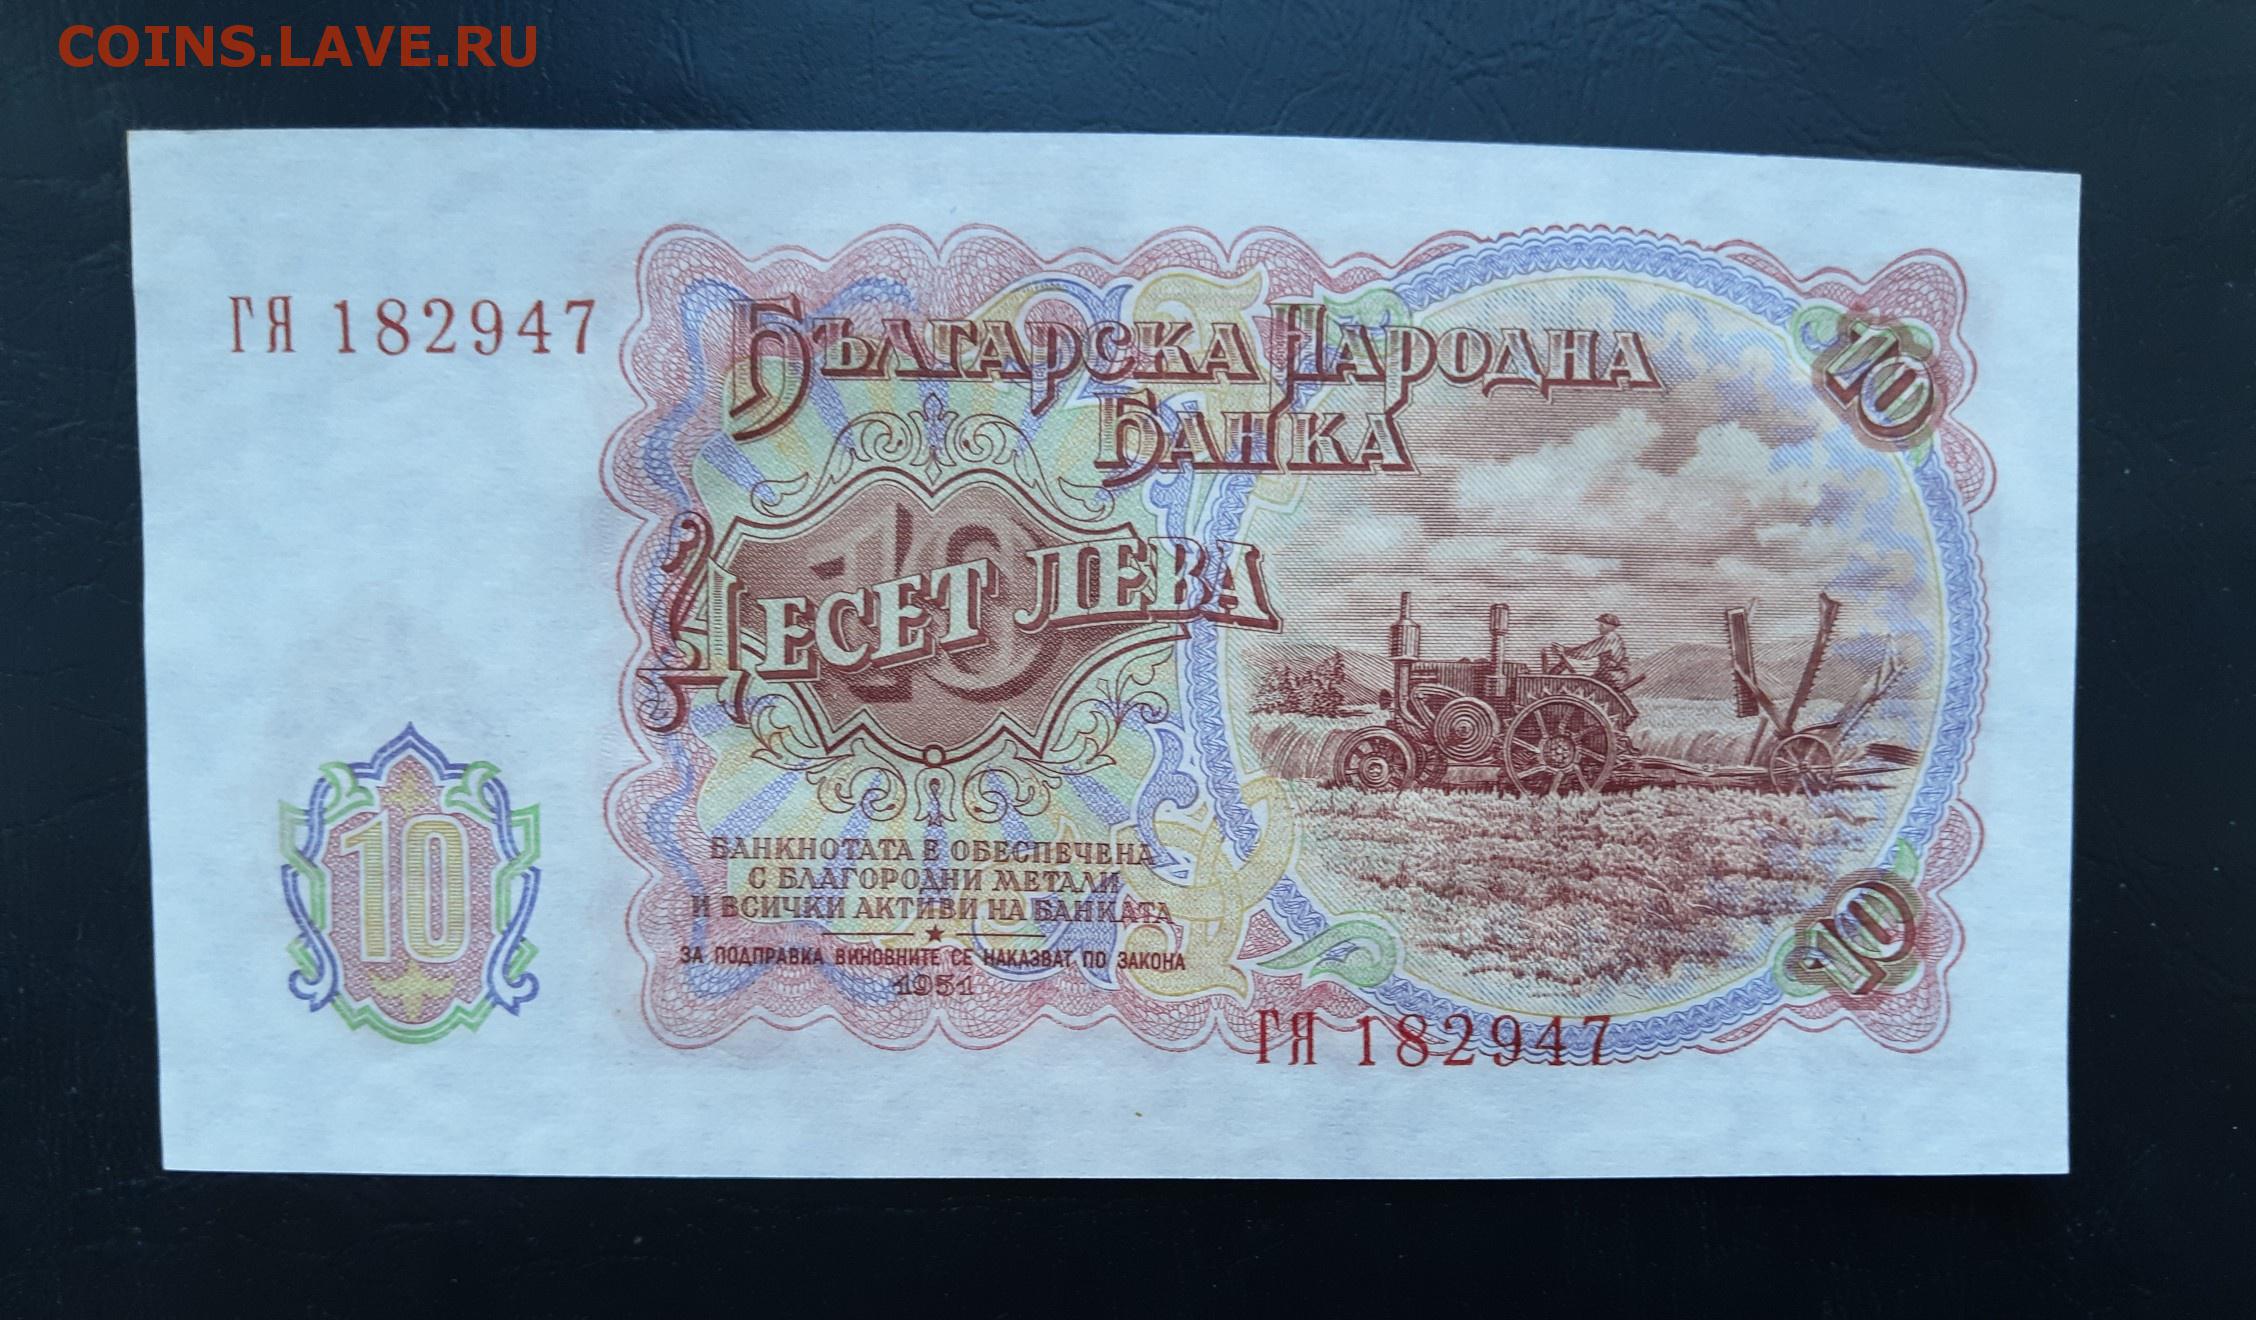 COINS.LAVE.RU
ГЯ 182947
БЪЛГАРСКА НАРОДНА
БАНКА
10
10
ДЕСЕТ ЛЕВА
10
БАНКНОТАТА Е ОБЕСПЕЧЕНА
С БЛАГОРОДНИ МЕТАЛИ
И ВСИЧКИ АКТИВИ НА БАНКАТА
ЗА ПОДПРАВКА ВИНОВНИТЕ СЕ НАКАЗВАТ ПО ЗАКОНА
1951
10
ГЯ 182947